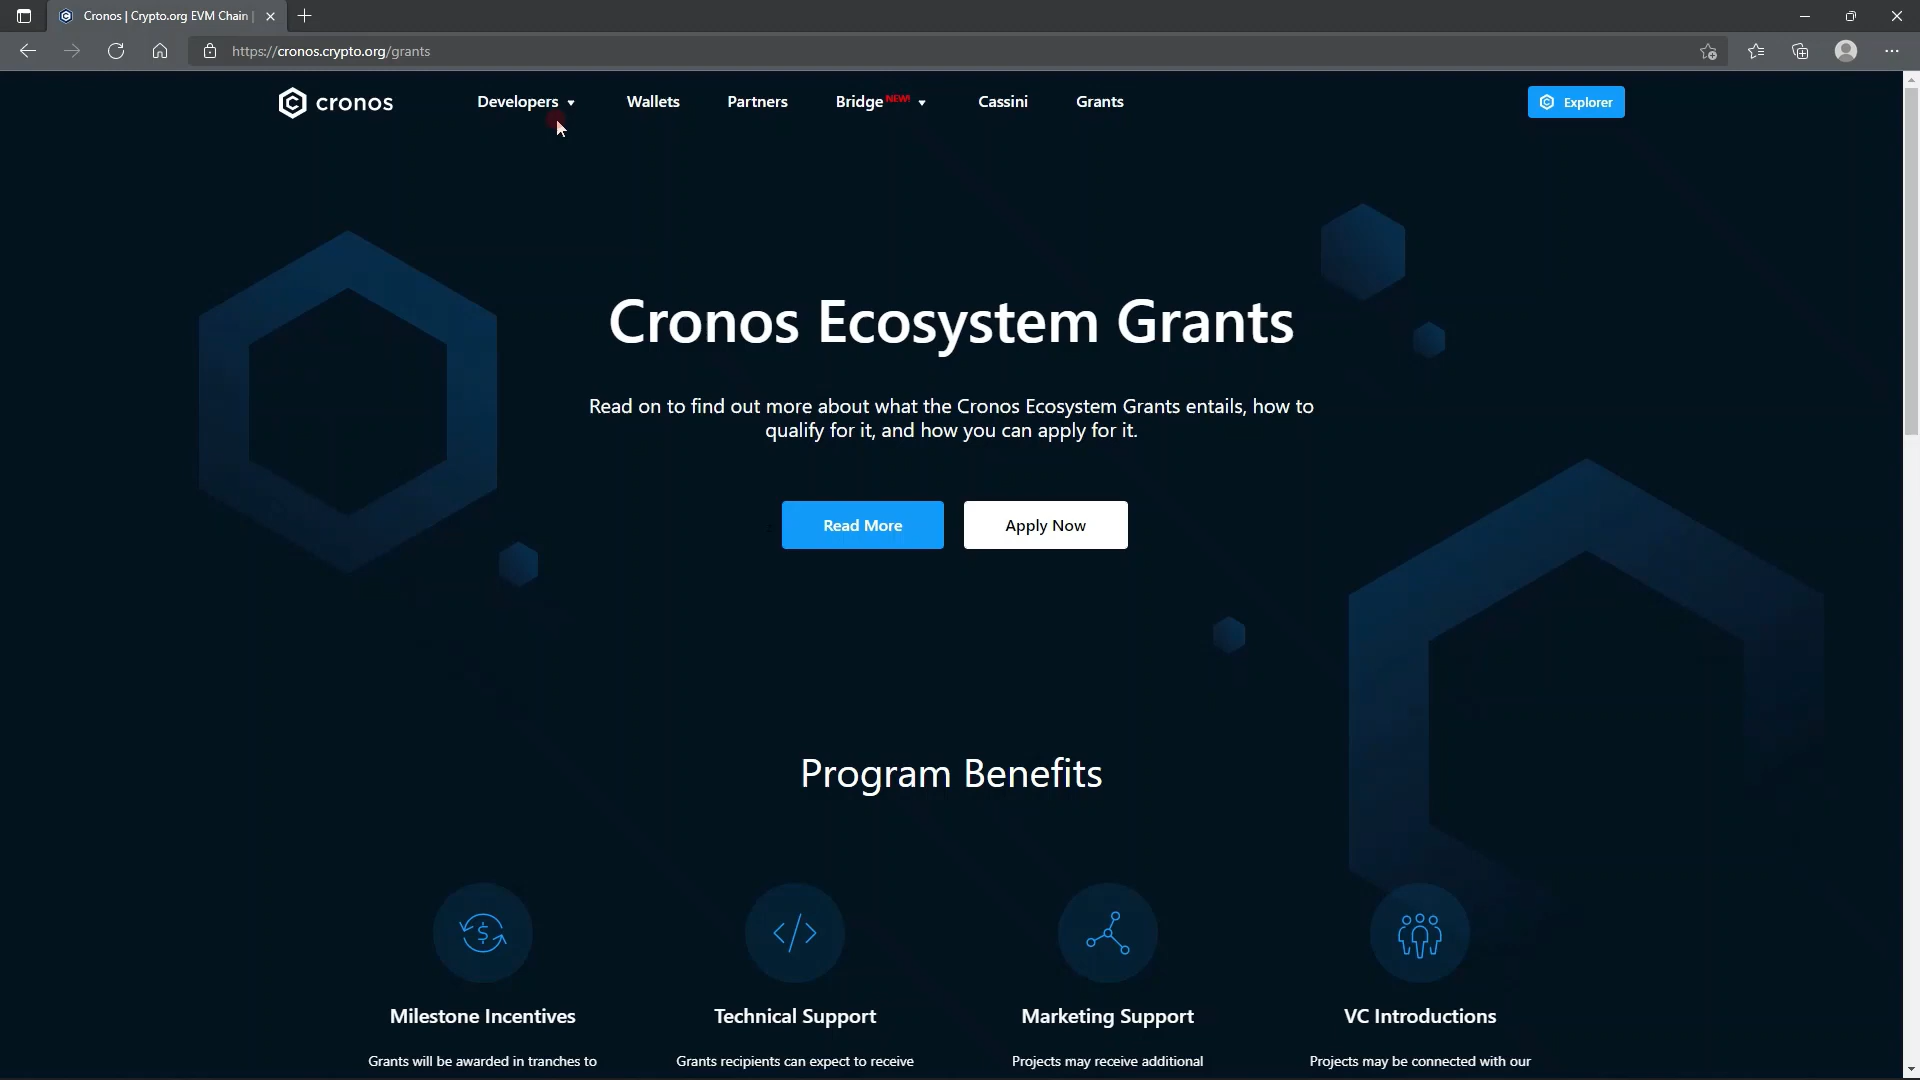 Cronos | Crypto.org EVM Chain |
https://cronos.crypto.org/grants
cronos
Developers
Wallets
Partners
Bridge NEW!
Cassini
Grants
Explorer
Cronos Ecosystem Grants
Read on to find out more about what the Cronos Ecosystem Grants entails, how to
qualify for it, and how you can apply for it.
Read More
Apply Now
Program Benefits
Milestone Incentives
Technical Support
Marketing Support
VC Introductions
Grants will be awarded in tranches to
Grants recipients can expect to receive
Projects may receive additional
Projects may be connected with our